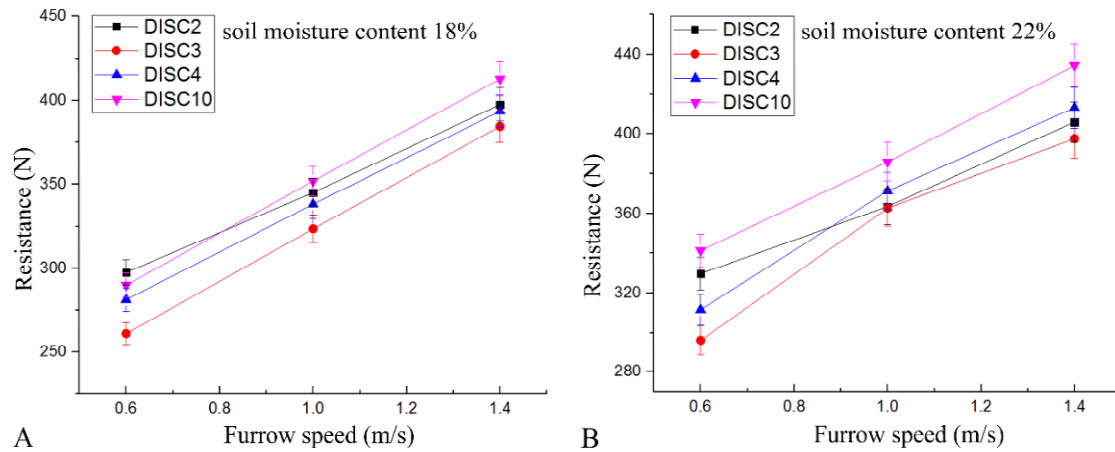 450
400
350
300
250
Resistance (N)
DISC2
DISC3
DISC4
DISC10
soil moisture content 18%
0.6 0.8 1.0 1.2 1.4
Furrow speed (m/s)
A
440
400
360
320
280
Resistance (N)
DISC2
DISC3
DISC4
DISC10
soil moisture content 22%
0.6 0.8 1.0 1.2 1.4
Furrow speed (m/s)
B